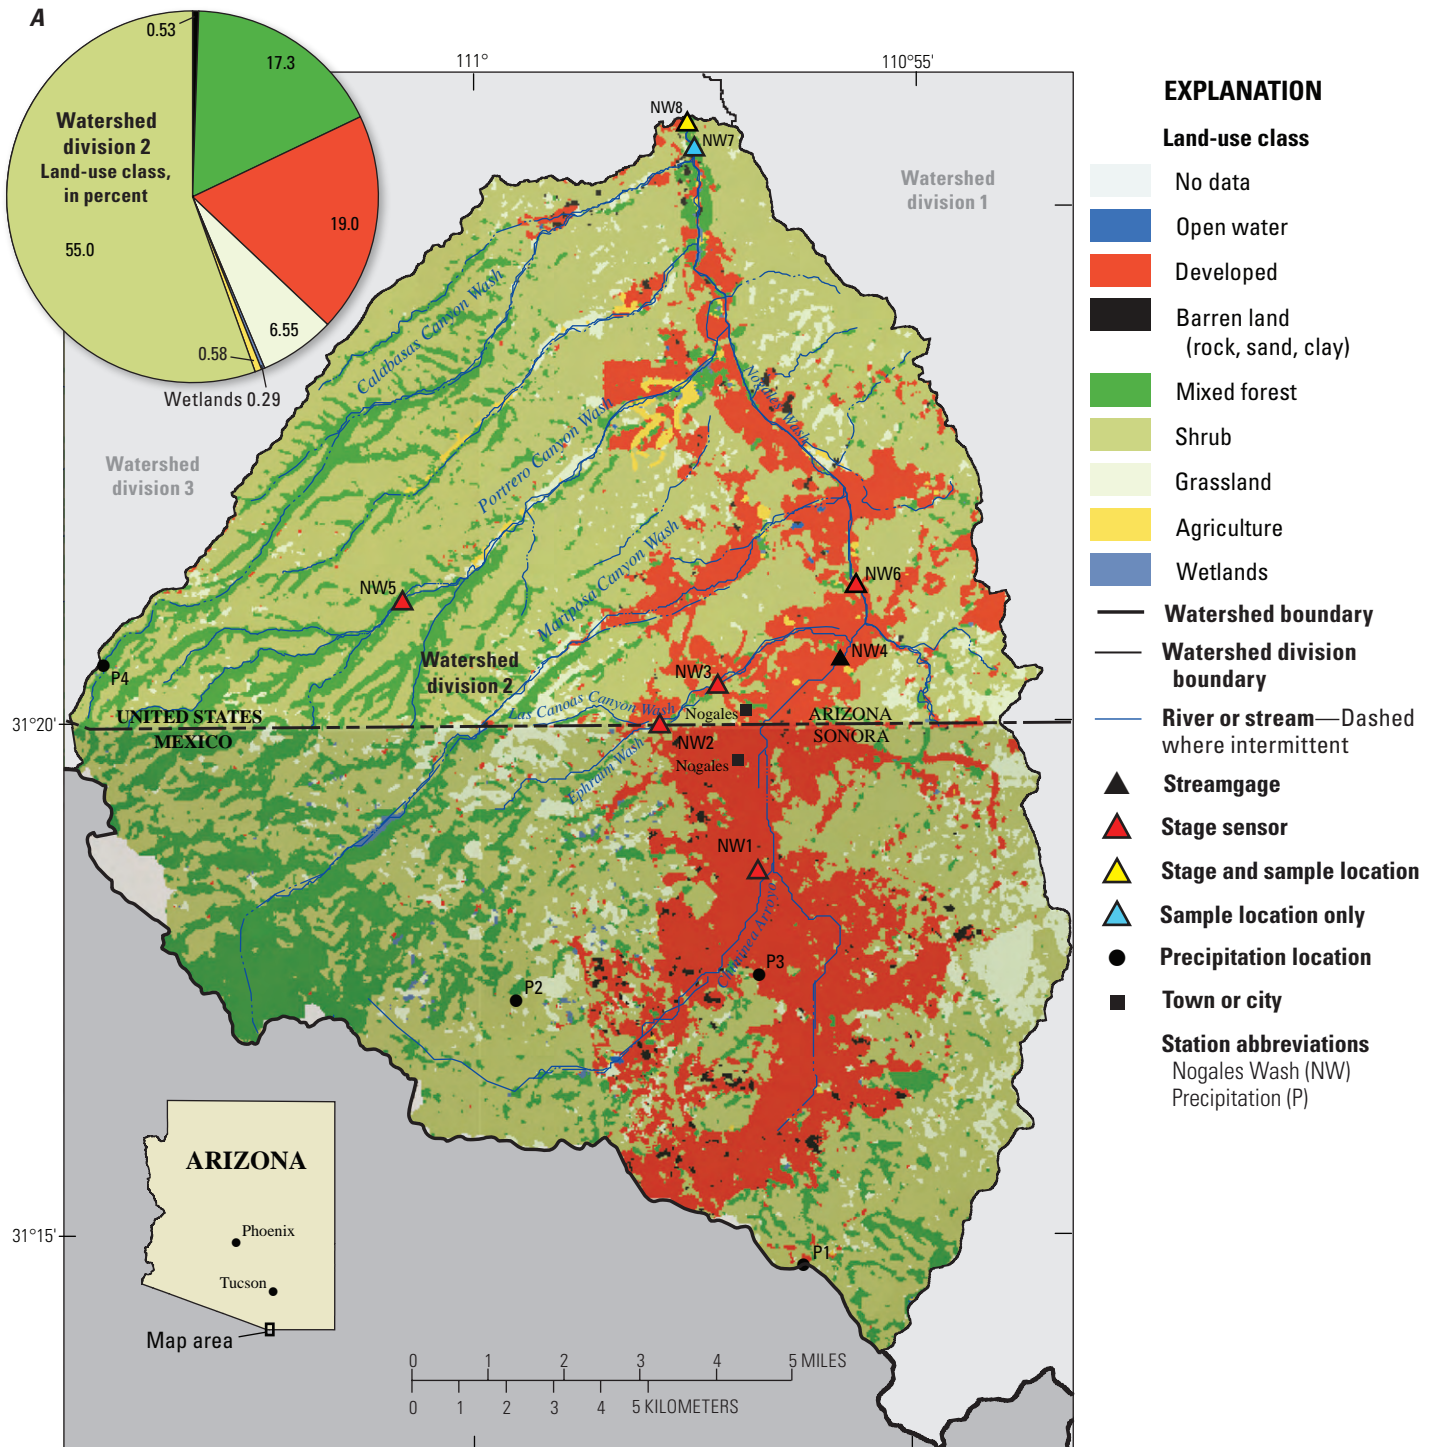 A
0.53
17.3
Watershed
division 2
Land-use class,
in percent
19.0
55.0
6.55
0.58
Wetlands 0.29
111°
110°55'
NW8
NW7
Watershed
division 1
Calabasas Canyon Wash
Nogales Wash
Portrero Canyon Wash
Watershed
division 3
Mariposa Canyon Wash
NW5
NW6
NW4
Watershed
division 2
NW3
P4
Las Canoas Canyon Wash
Nogales
31°20'
UNITED STATES
MEXICO
ARIZONA
SONORA
NW2
Nogales
Ephraim Wash
NW1
Chiminea Arroyo
P3
P2
31°15'
P1
ARIZONA
Phoenix
Tucson
Map area
0 1 2 3 4 5 MILES
0 1 2 3 4 5 KILOMETERS
EXPLANATION
Land-use class
No data
Open water
Developed
Barren land
(rock, sand, clay)
Mixed forest
Shrub
Grassland
Agriculture
Wetlands
Watershed boundary
Watershed division
boundary
River or stream—Dashed
where intermittent
Streamgage
Stage sensor
Stage and sample location
Sample location only
Precipitation location
Town or city
Station abbreviations
Nogales Wash (NW)
Precipitation (P)